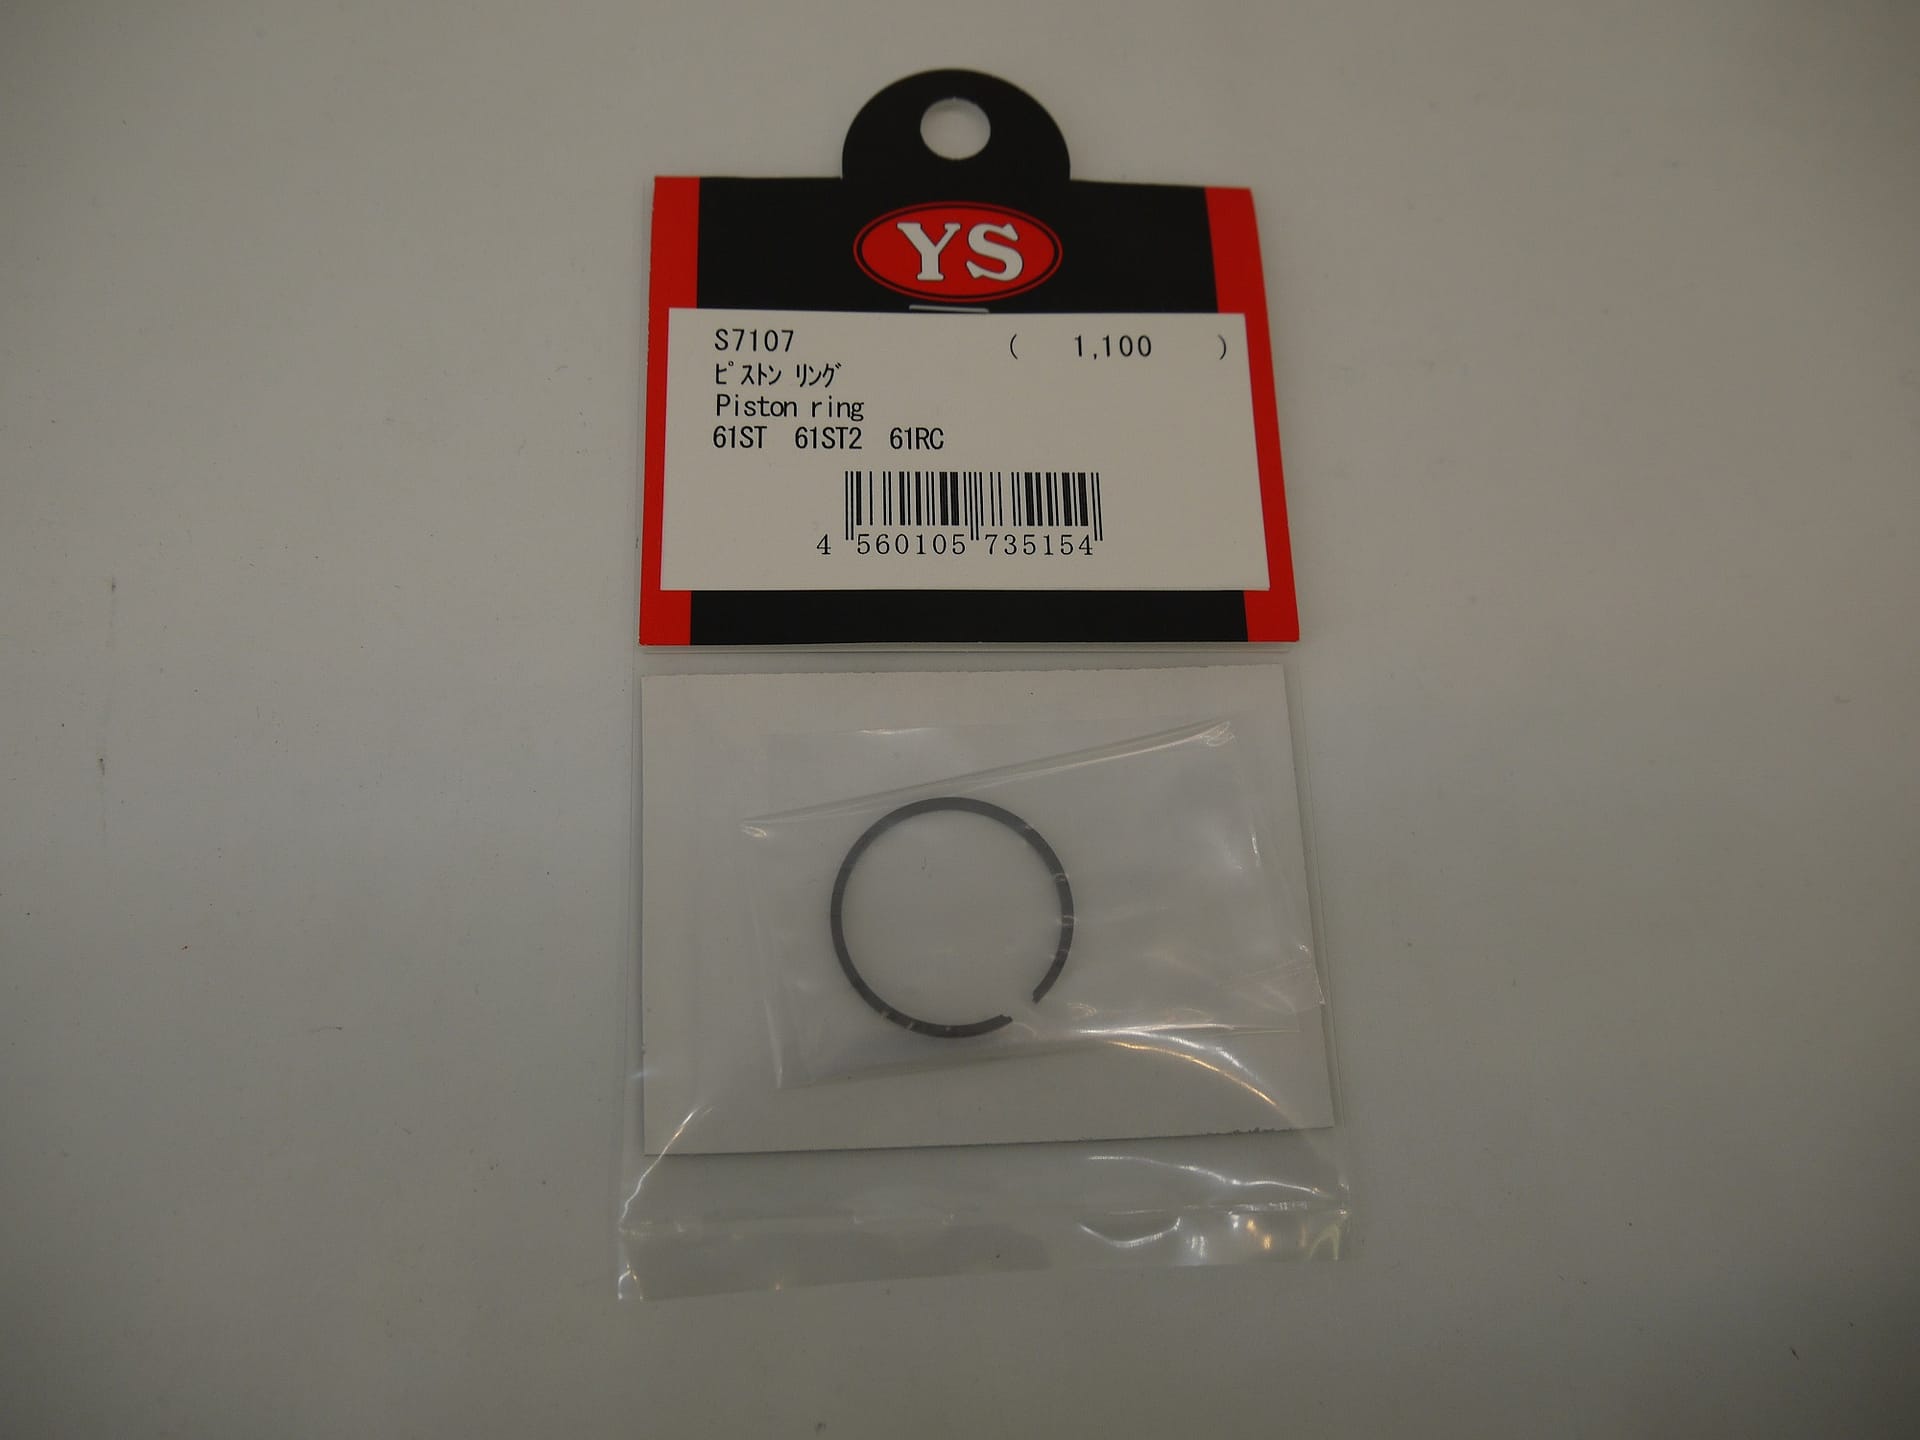 YS
S7107 ( 1,100 )
ﾋﾟｽﾄﾝ ﾘﾝｸﾞ
Piston ring
61ST 61ST2 61RC
4 560105 735154